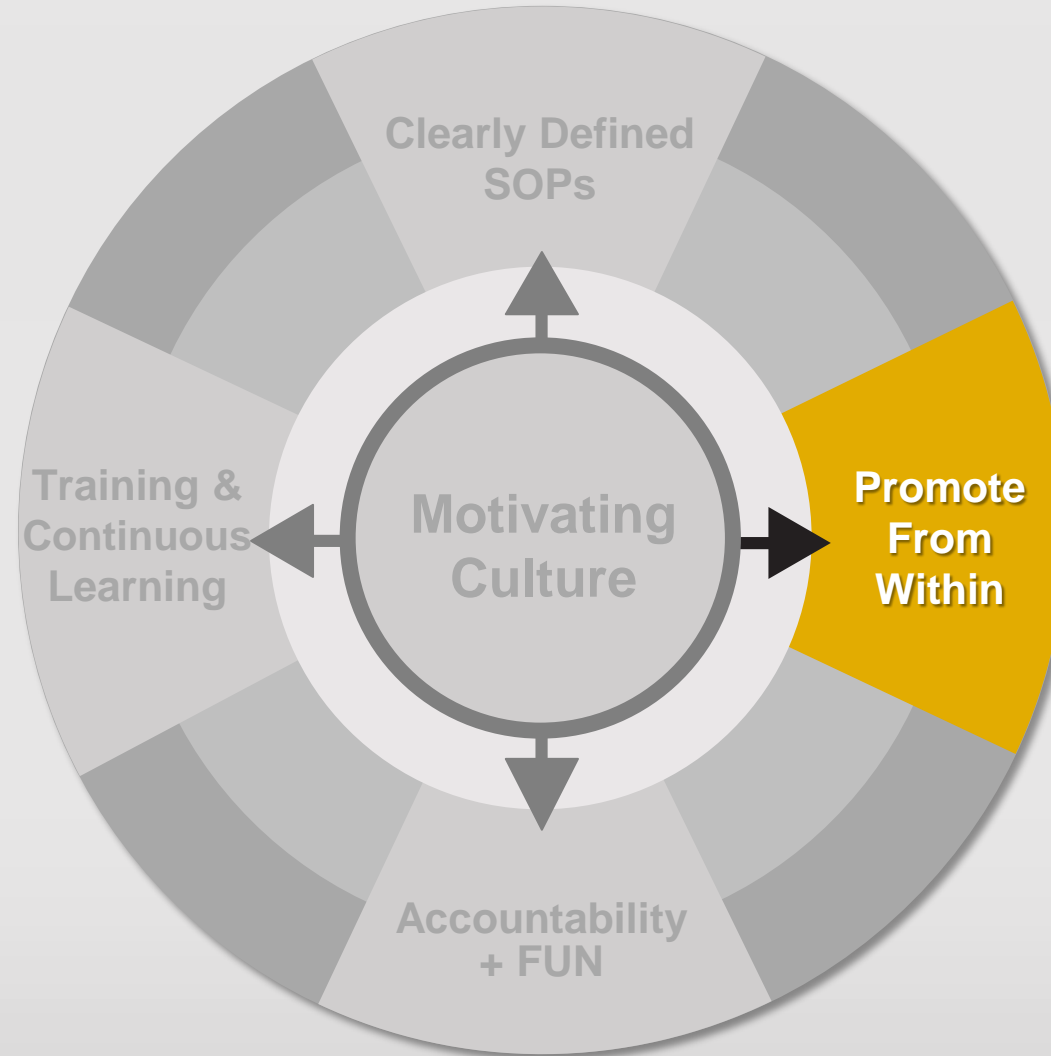 Clearly Defined
SOPs
Training &
Continuous
Learning
Motivating
Culture
Promote
From
Within
Accountability
+ FUN